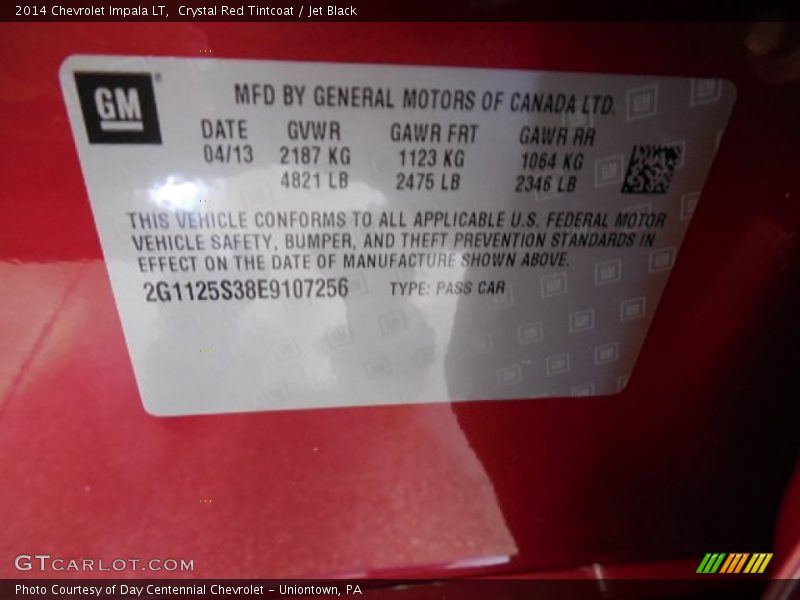 2014 Chevrolet Impala LT, Crystal Red Tintcoat / Jet Black
GM
MFD BY GENERAL MOTORS OF CANADA LTD.
DATE GVWR GAWR FRT GAWR RR
04/13 2187 KG 1123 KG 1064 KG
4821 LB 2475 LB 2346 LB
THIS VEHICLE CONFORMS TO ALL APPLICABLE U.S. FEDERAL MOTOR
VEHICLE SAFETY, BUMPER, AND THEFT PREVENTION STANDARDS IN
EFFECT ON THE DATE OF MANUFACTURE SHOWN ABOVE.
2G1125S38E9107256 TYPE: PASS CAR
GTCARLOT.COM
Photo Courtesy of Day Centennial Chevrolet - Uniontown, PA